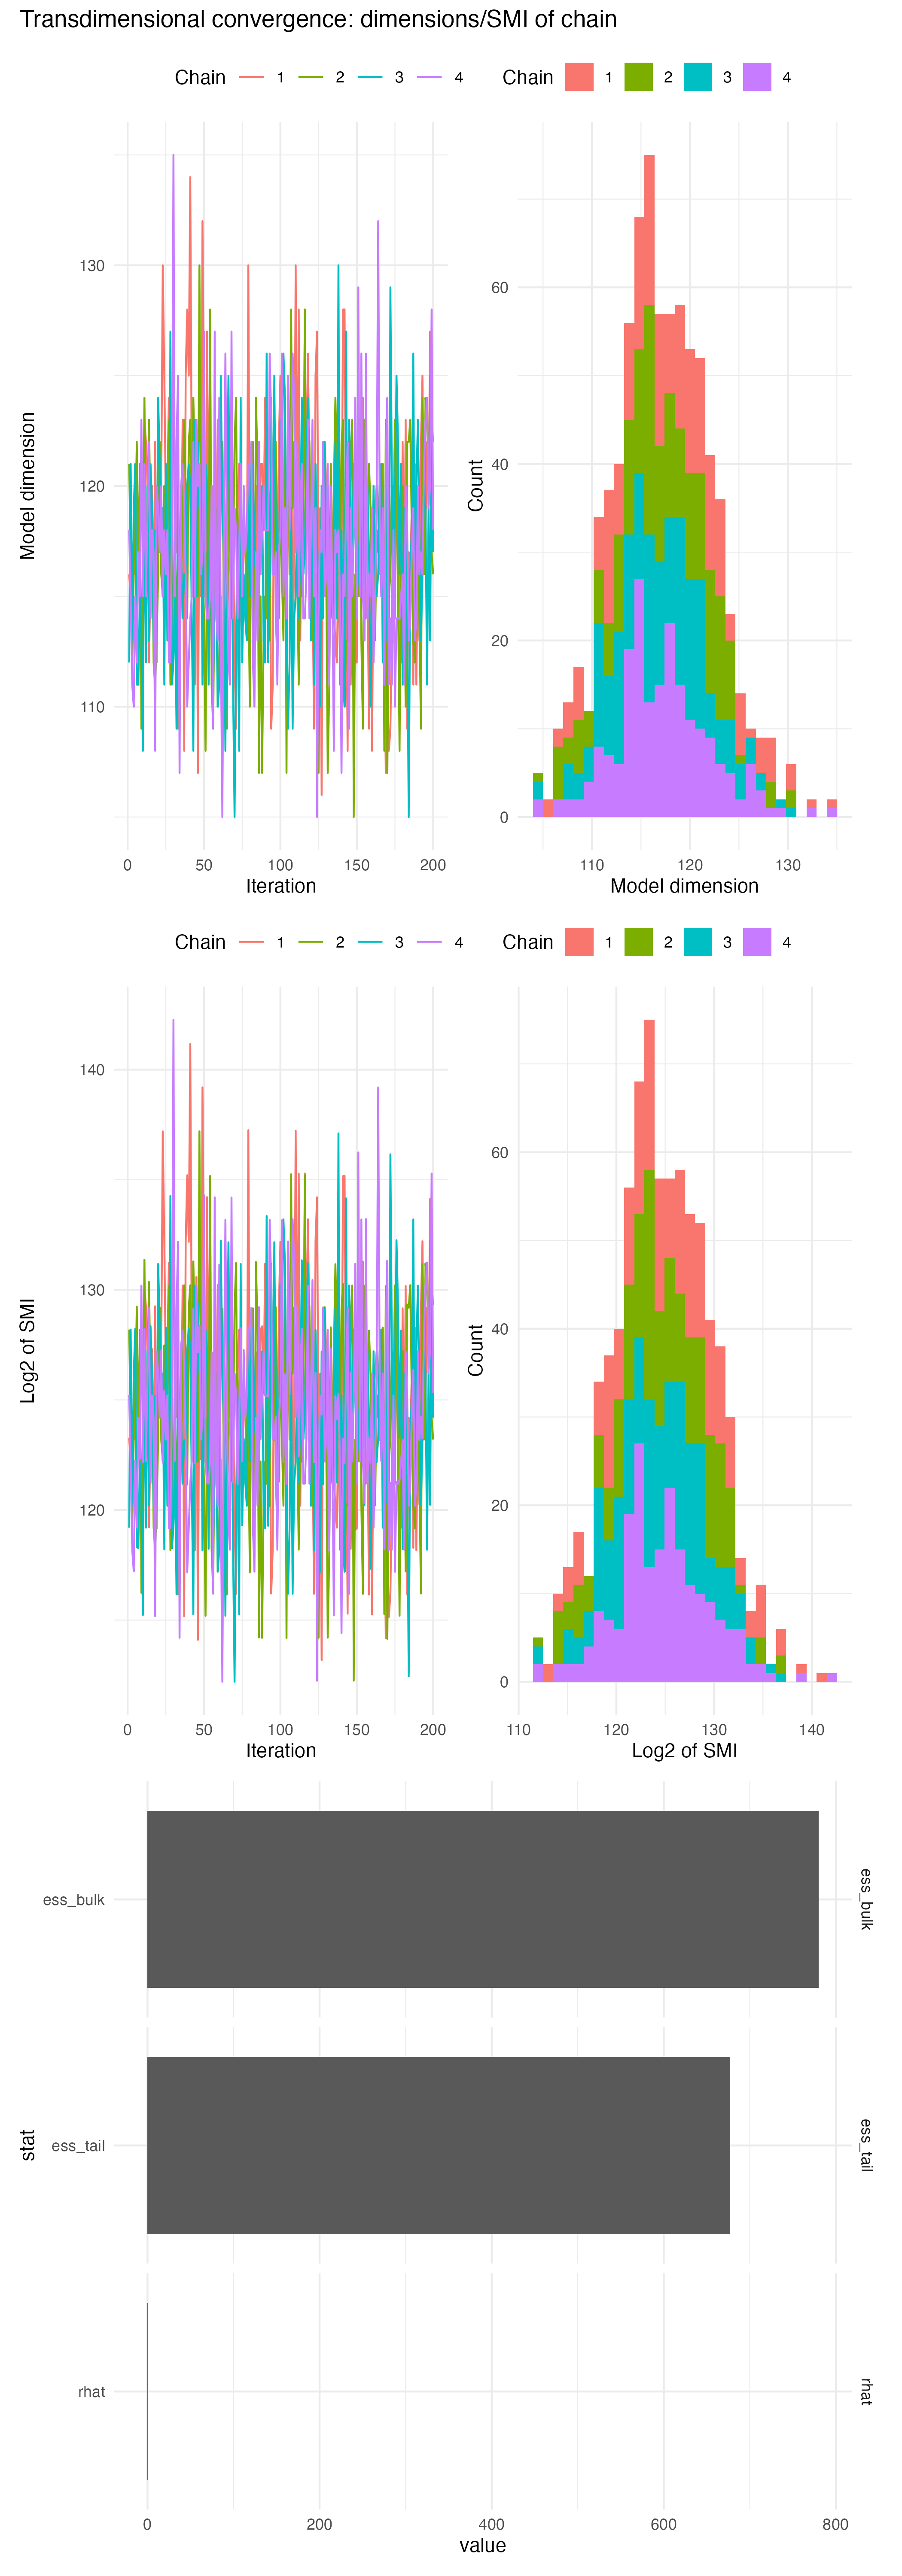 Transdimensional convergence: dimensions/SMI of chain
Chain 1 2 3 4 Chain 1 2 3 4
Model dimension
130
120
110
0 50 100 150 200
Iteration
Count
60
40
20
0
110 120 130
Model dimension
Chain 1 2 3 4 Chain 1 2 3 4
Log2 of SMI
140
130
120
0 50 100 150 200
Iteration
Count
60
40
20
0
110 120 130 140
Log2 of SMI
stat
ess_bulk ess_bulk
ess_tail ess_tail
rhat rhat
0 200 400 600 800
value